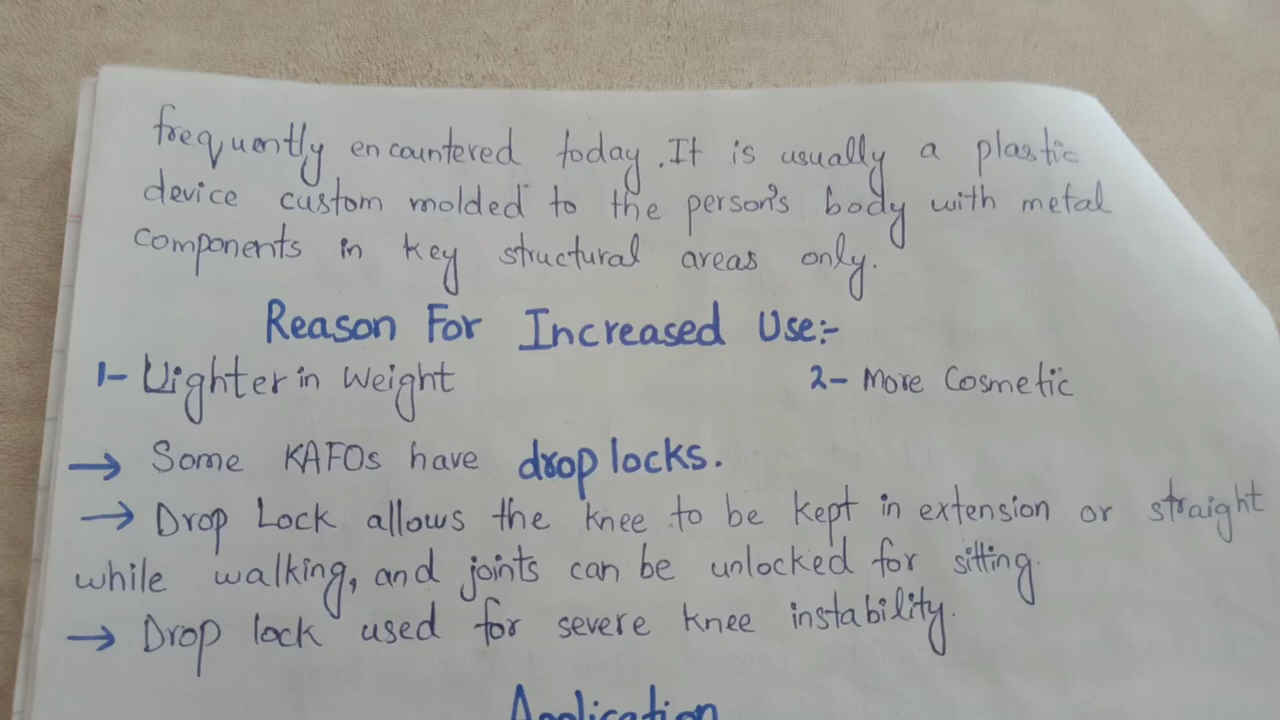 frequently encountered today. It is usually a plastic
device custom molded to the person's body with metal
components in key structural areas only.
Reason For Increased Use:-
1- Lighter in Weight 2- More Cosmetic
→ Some KAFOs have drop locks.
→ Drop Lock allows the knee to be kept in extension or straight
while walking, and joints can be unlocked for sitting.
→ Drop lock used for severe knee instability.
Application